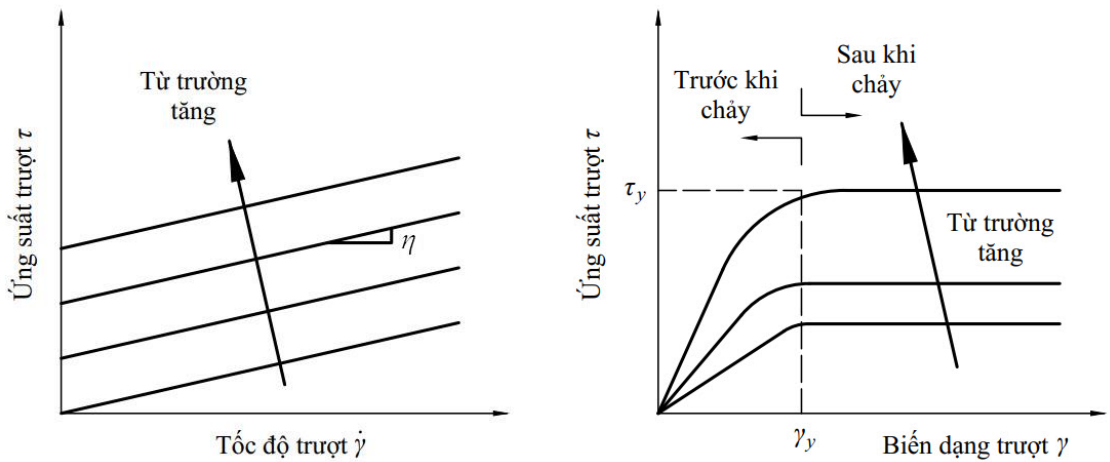 Từ trường
tăng
Ứng suất trượt τ
η
Tốc độ trượt γ̇
Sau khi
chảy
Trước khi
chảy
τy
Ứng suất trượt τ
Từ trường
tăng
γy
Biến dạng trượt γ